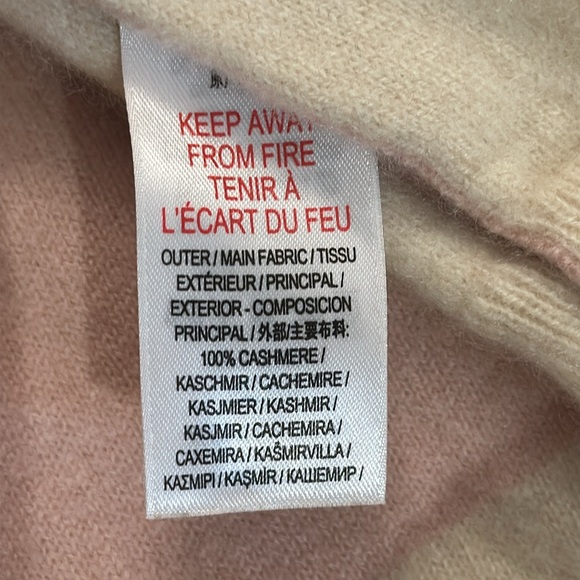 KEEP AWAY
FROM FIRE
TENIR À
L'ÉCART DU FEU
OUTER / MAIN FABRIC / TISSU
EXTÉRIEUR / PRINCIPAL /
EXTERIOR - COMPOSICION
PRINCIPAL / 外部/主要布料:
100% CASHMERE /
KASCHMIR / CACHEMIRE /
KASJMIER / KASHMIR /
KASJMIR / CACHEMIRA /
CAXEMIRA / KAŠMIRVILLA /
ΚΑΣΜΙΡΙ / KAŞMİR / КАШЕМИР /